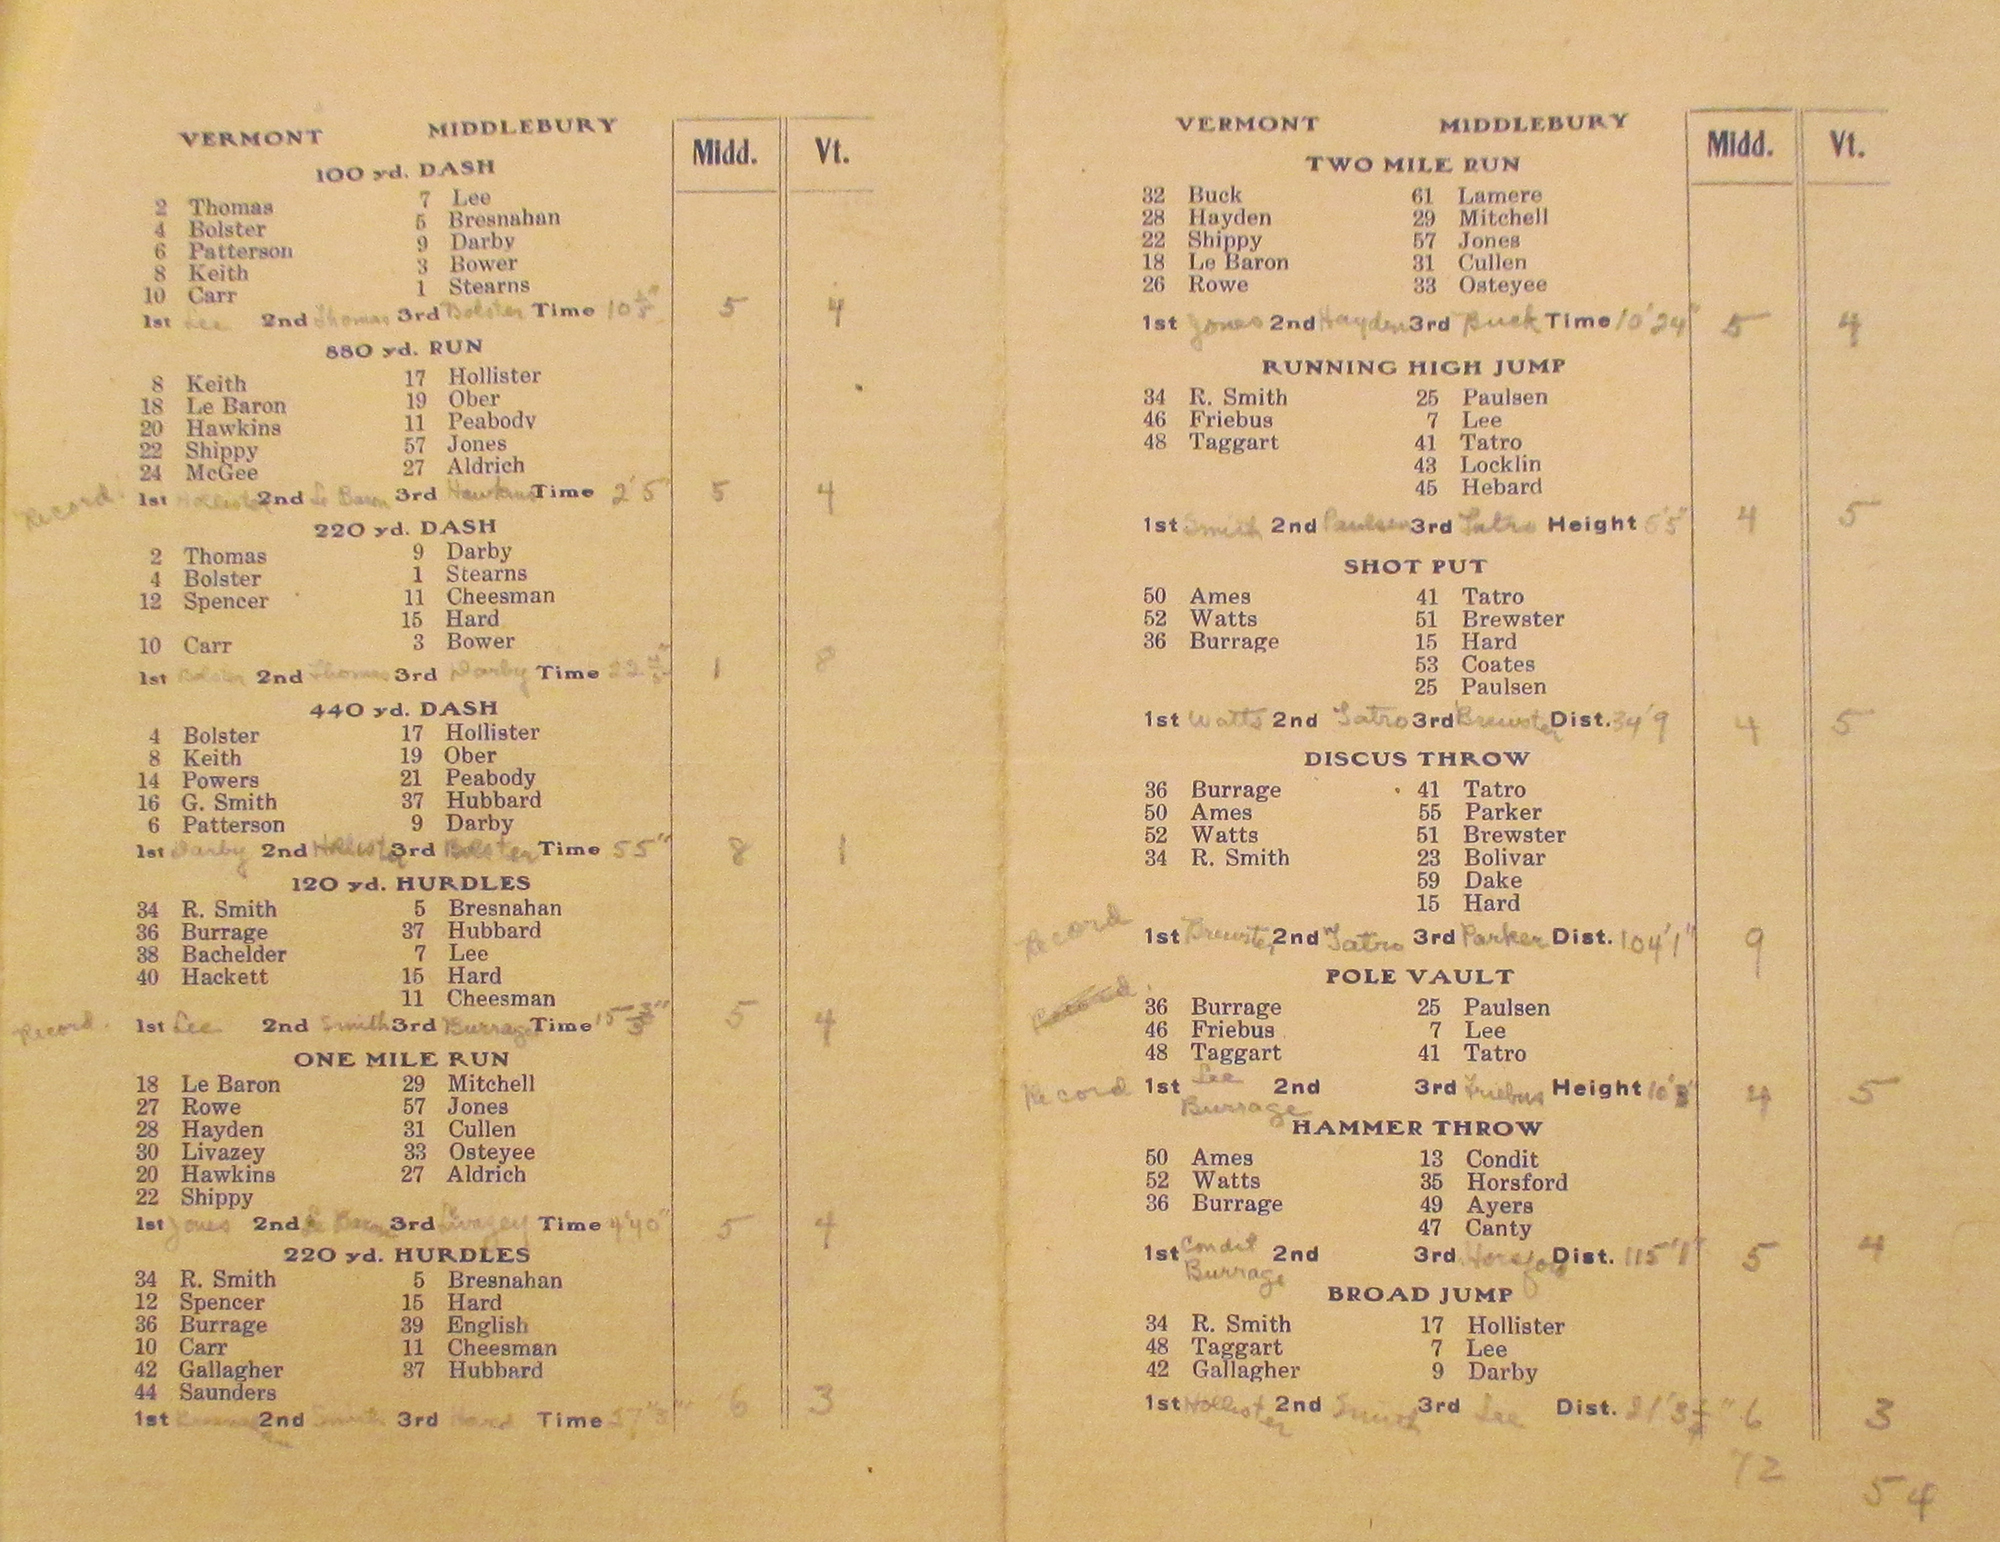 VERMONT MIDDLEBURY Midd. Vt.
100 yd. DASH
2 Thomas 7 Lee
4 Bolster 5 Bresnahan
6 Patterson 9 Darby
8 Keith 3 Bower
10 Carr 1 Stearns
1st Lee 2nd Thomas 3rd Bolster Time 5 4
880 yd. RUN
8 Keith 17 Hollister
18 Le Baron 19 Ober
20 Hawkins 11 Peabody
22 Shippy 57 Jones
24 McGee 27 Aldrich
Record. 1st Hollister 2nd Le Baron 3rd Hawkins Time 2' 5" 5 4
220 yd. DASH
2 Thomas 9 Darby
4 Bolster 1 Stearns
12 Spencer 11 Cheesman
15 Hard
10 Carr 3 Bower
1st Bolster 2nd Thomas 3rd Darby Time 1 8
440 yd. DASH
4 Bolster 17 Hollister
8 Keith 19 Ober
14 Powers 21 Peabody
16 G. Smith 37 Hubbard
6 Patterson 9 Darby
1st Darby 2nd Hollister 3rd Bolster Time 55" 8 1
120 yd. HURDLES
34 R. Smith 5 Bresnahan
36 Burrage 37 Hubbard
38 Bachelder 7 Lee
40 Hackett 15 Hard
11 Cheesman
Record. 1st Lee 2nd Smith 3rd Burrage Time 5 4
ONE MILE RUN
18 Le Baron 29 Mitchell
27 Rowe 57 Jones
28 Hayden 31 Cullen
30 Livazey 33 Osteyee
20 Hawkins 27 Aldrich
22 Shippy
1st Jones 2nd Le Baron 3rd Livazey Time 4'40" 5 4
220 yd. HURDLES
34 R. Smith 5 Bresnahan
12 Spencer 15 Hard
36 Burrage 39 English
10 Carr 11 Cheesman
42 Gallagher 37 Hubbard
44 Saunders
1st 2nd Smith 3rd Hard Time 6 3
VERMONT MIDDLEBURY Midd. Vt.
TWO MILE RUN
32 Buck 61 Lamere
28 Hayden 29 Mitchell
22 Shippy 57 Jones
18 Le Baron 31 Cullen
26 Rowe 33 Osteyee
1st Jones 2nd Hayden 3rd Buck Time 10'24" 5 4
RUNNING HIGH JUMP
34 R. Smith 25 Paulsen
46 Friebus 7 Lee
48 Taggart 41 Tatro
43 Locklin
45 Hebard
1st Smith 2nd Paulsen 3rd Tatro Height 5'5" 4 5
SHOT PUT
50 Ames 41 Tatro
52 Watts 51 Brewster
36 Burrage 15 Hard
53 Coates
25 Paulsen
1st Watts 2nd Tatro 3rd Brewster Dist. 34'9 4 5
DISCUS THROW
36 Burrage 41 Tatro
50 Ames 55 Parker
52 Watts 51 Brewster
34 R. Smith 23 Bolivar
59 Dake
15 Hard
Record 1st Brewster 2nd Tatro 3rd Parker Dist. 104'1" 9
POLE VAULT
Record.
36 Burrage 25 Paulsen
46 Friebus 7 Lee
48 Taggart 41 Tatro
Record 1st Lee 2nd 3rd Friebus Height 4 5
Burrage
HAMMER THROW
50 Ames 13 Condit
52 Watts 35 Horsford
36 Burrage 49 Ayers
47 Canty
1st Condit 2nd 3rd Horsford Dist. 115'1" 5 4
Burrage
BROAD JUMP
34 R. Smith 17 Hollister
48 Taggart 7 Lee
42 Gallagher 9 Darby
1st Hollister 2nd Smith 3rd Lee Dist. 6 3
72
54